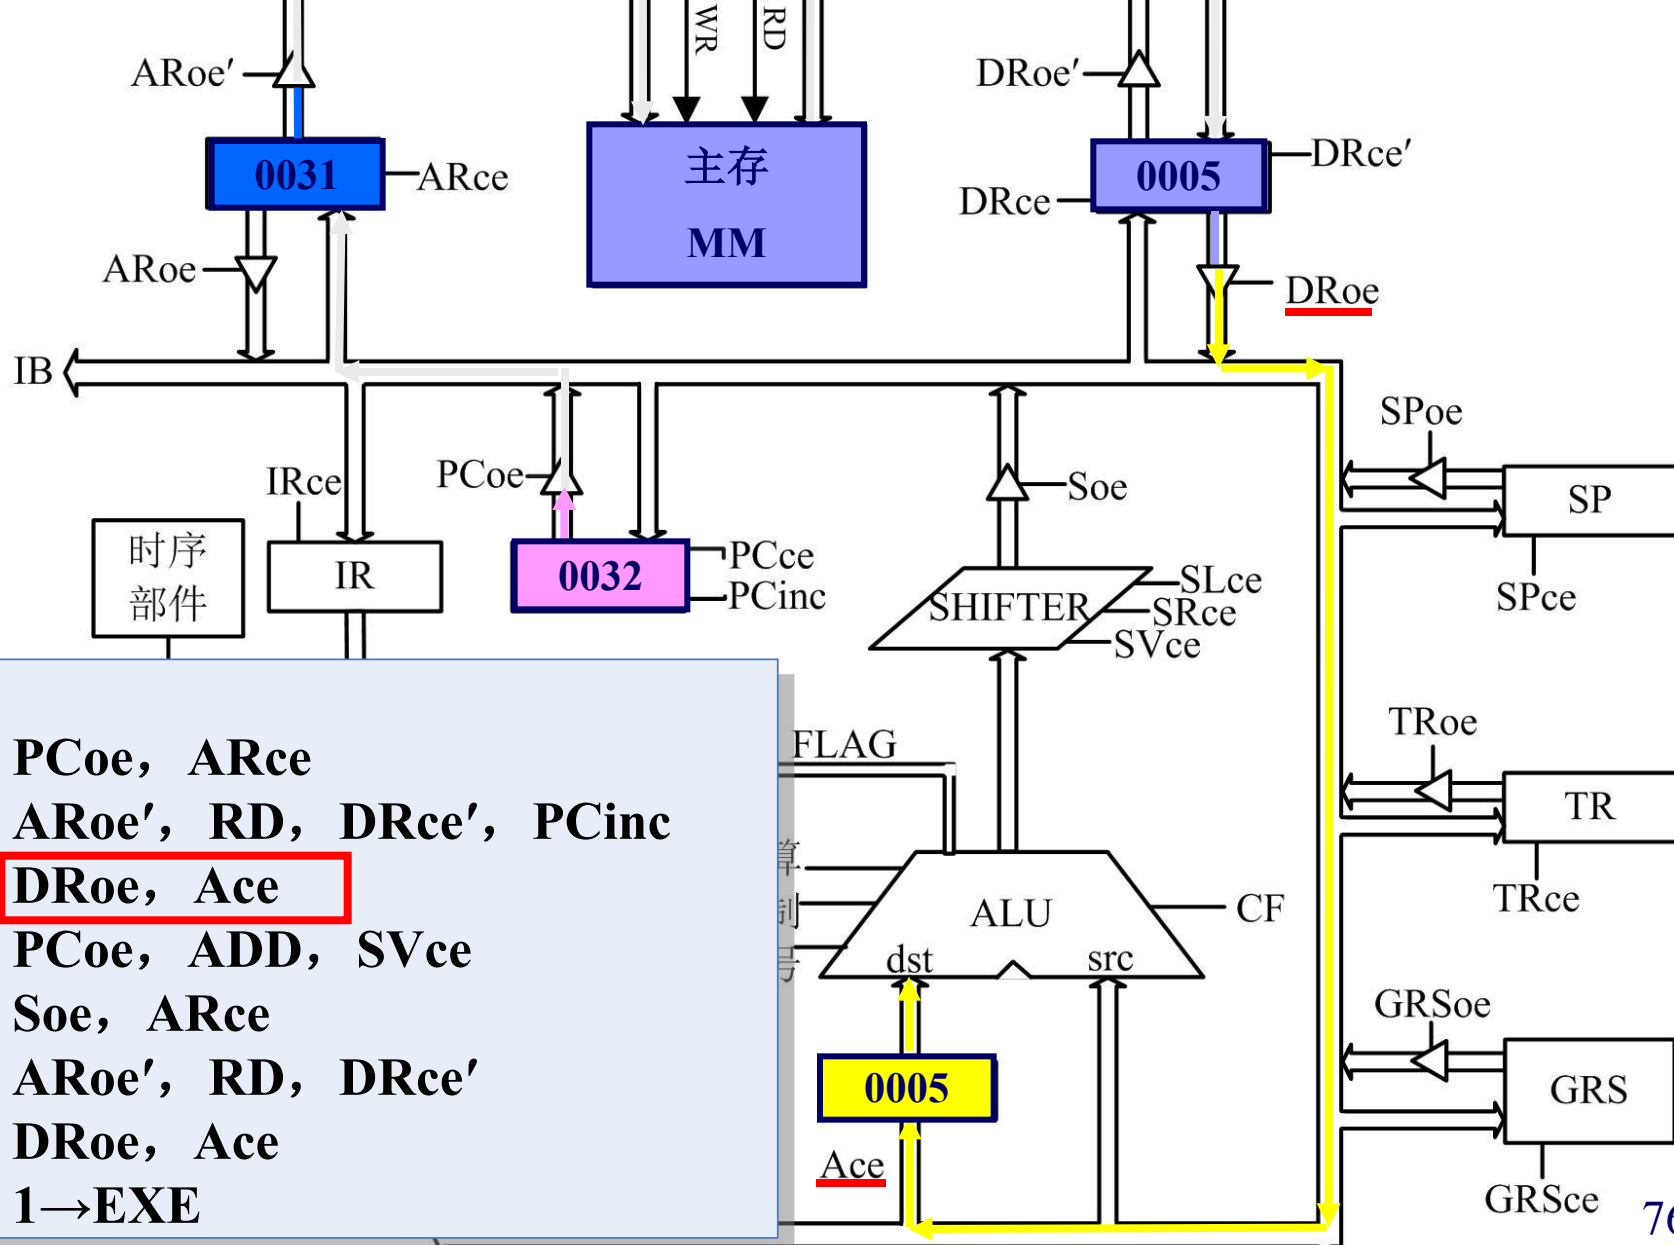 WR
RD
ARoe′
DRoe′
主存
MM
0031
ARce
0005
DRce′
DRce
ARoe
DRoe
IB
SPoe
IRce
PCoe
Soe
SP
时序
部件
IR
0032
PCce
PCinc
SHIFTER
SLce
SRce
SVce
SPce
PCoe，ARce
ARoe′，RD，DRce′，PCinc
DRoe，Ace
PCoe，ADD，SVce
Soe，ARce
ARoe′，RD，DRce′
DRoe，Ace
1→EXE
FLAG
算
制
号
ALU
CF
dst
src
TRoe
TR
TRce
GRSoe
GRS
GRSce
0005
Ace